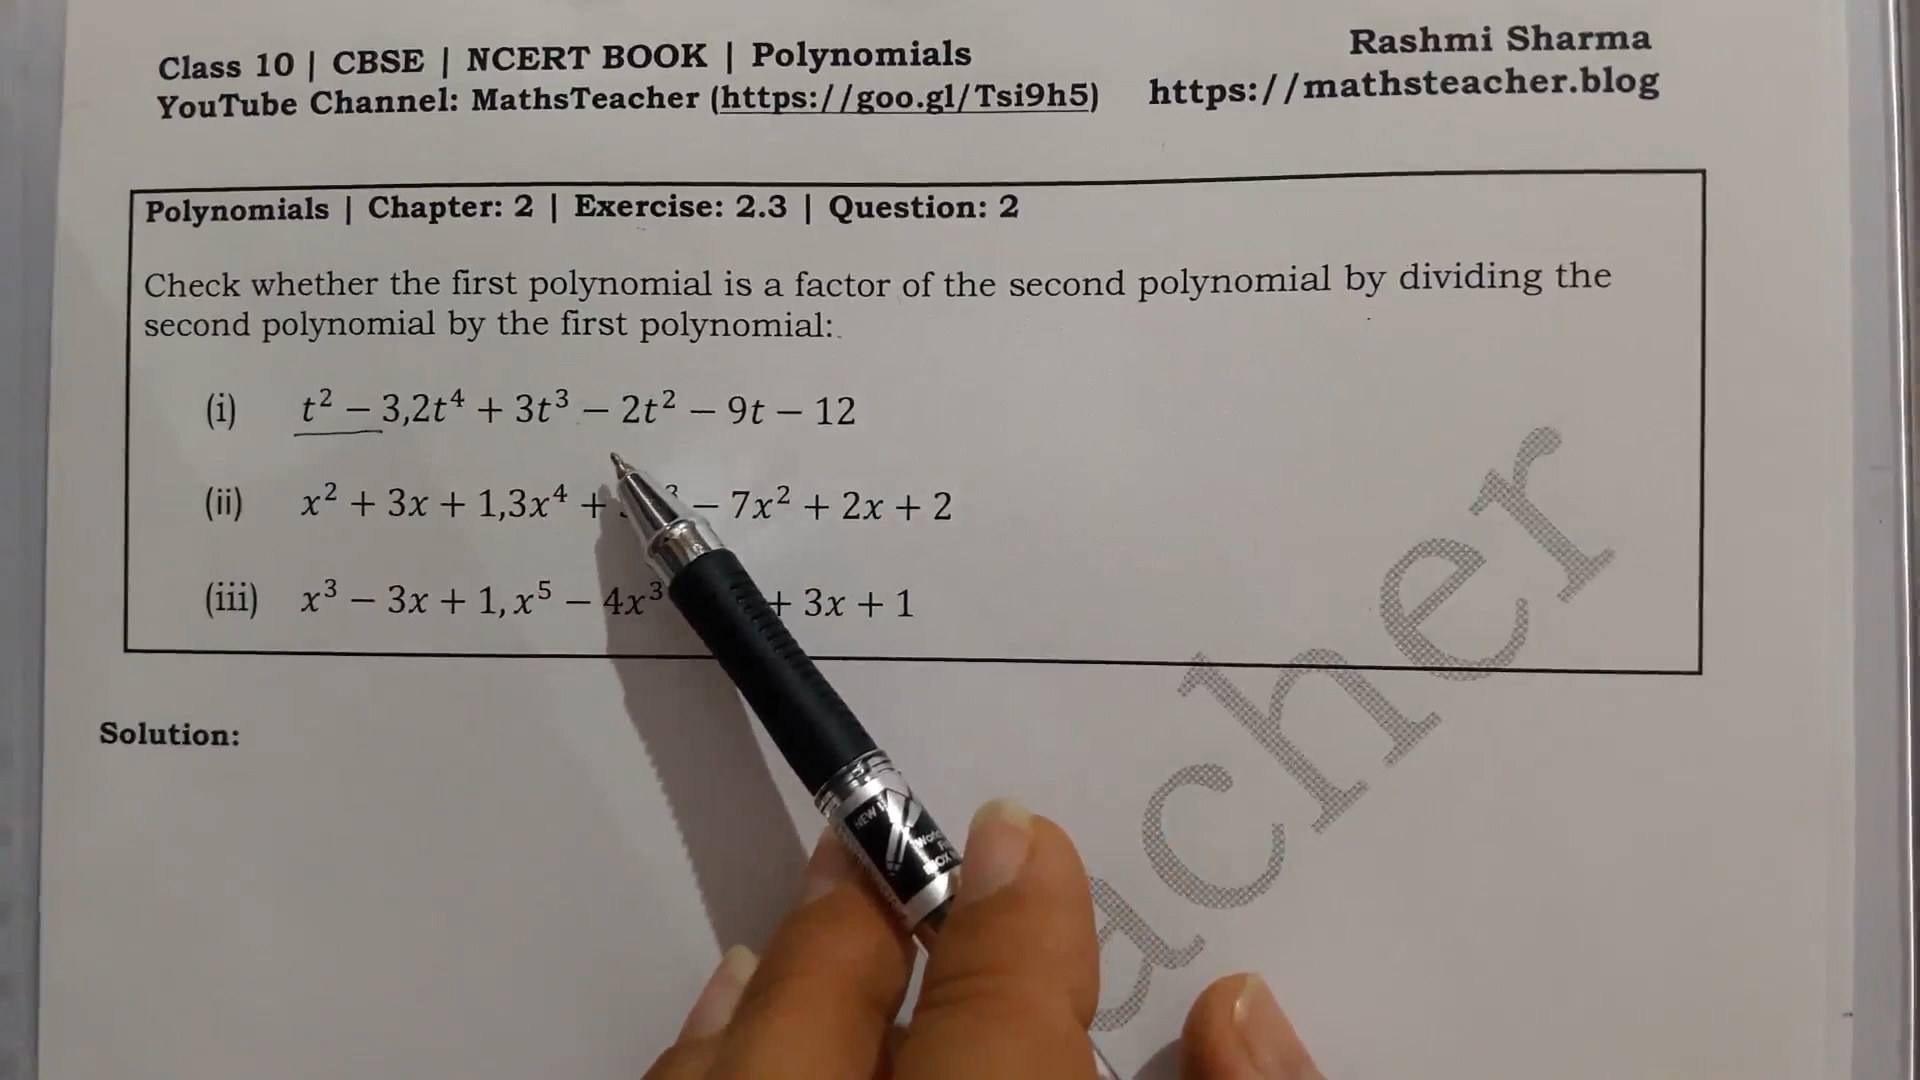 Class 10 | CBSE | NCERT BOOK | Polynomials
Rashmi Sharma
YouTube Channel: MathsTeacher (https://goo.gl/Tsi9h5)
https://mathsteacher.blog
Polynomials | Chapter: 2 | Exercise: 2.3 | Question: 2
Check whether the first polynomial is a factor of the second polynomial by dividing the
second polynomial by the first polynomial:
(i) t² − 3,2t⁴ + 3t³ − 2t² − 9t − 12
(ii) x² + 3x + 1,3x⁴ + ³ − 7x² + 2x + 2
(iii) x³ − 3x + 1, x⁵ − 4x³ + 3x + 1
Solution:
acher
NEW